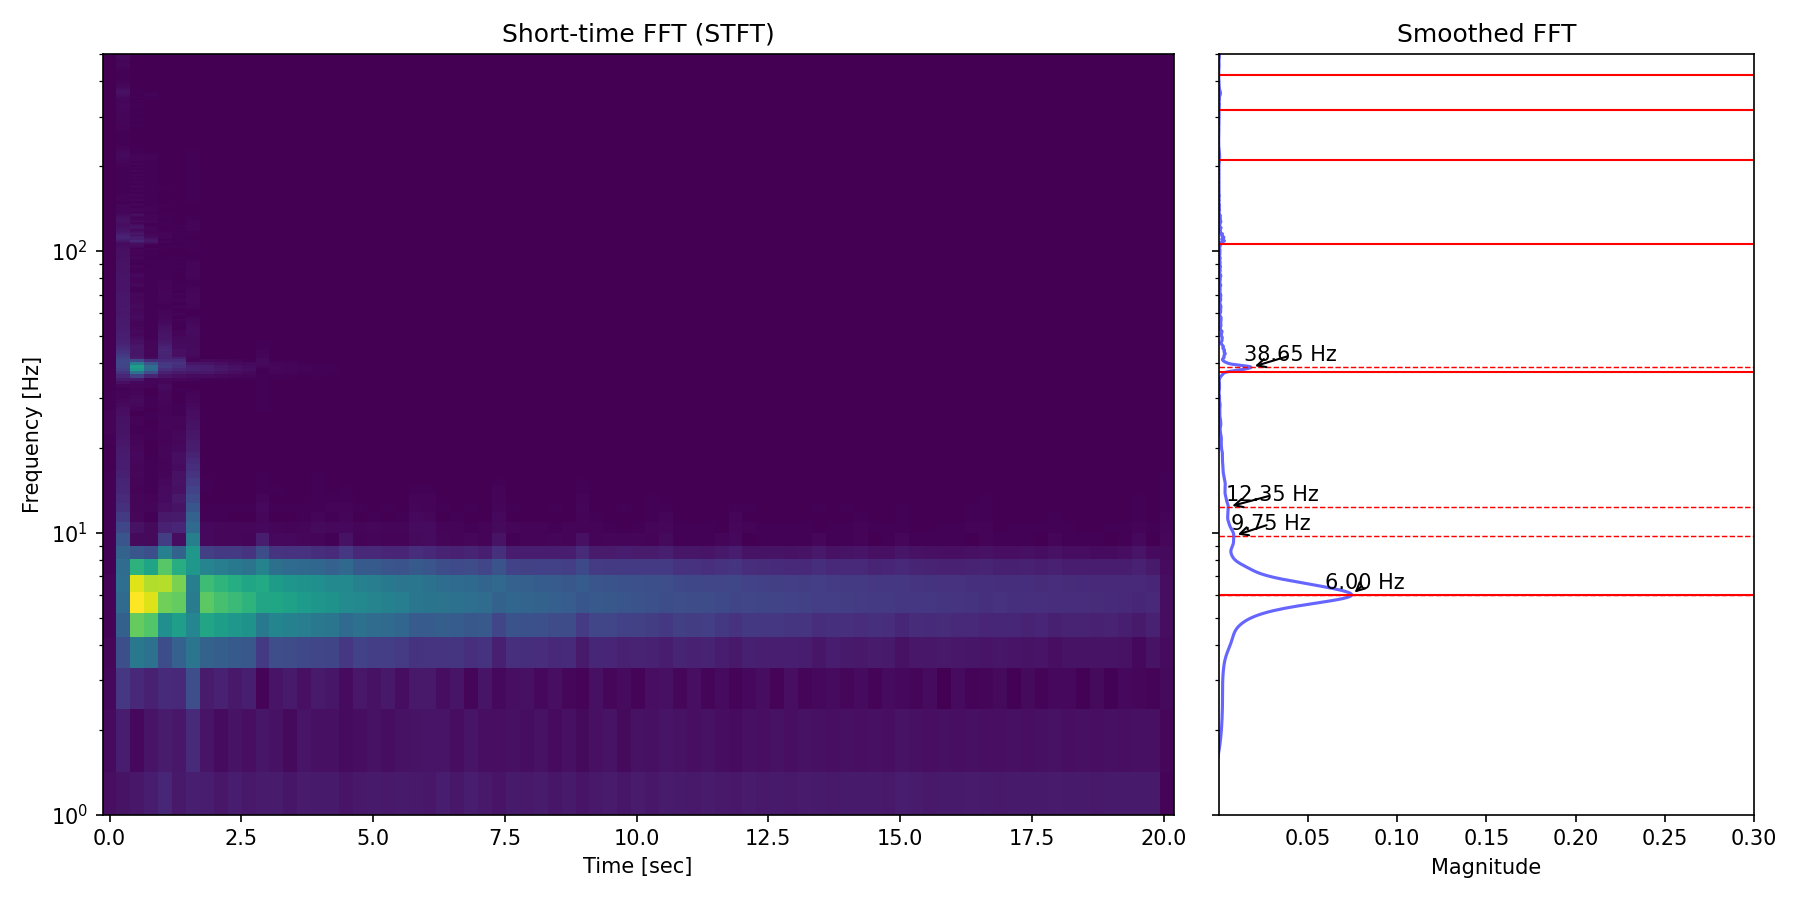 Short-time FFT (STFT)
Frequency [Hz]
10²
10¹
10⁰
0.0 2.5 5.0 7.5 10.0 12.5 15.0 17.5 20.0
Time [sec]
Smoothed FFT
38.65 Hz
12.35 Hz
9.75 Hz
6.00 Hz
0.05 0.10 0.15 0.20 0.25 0.30
Magnitude